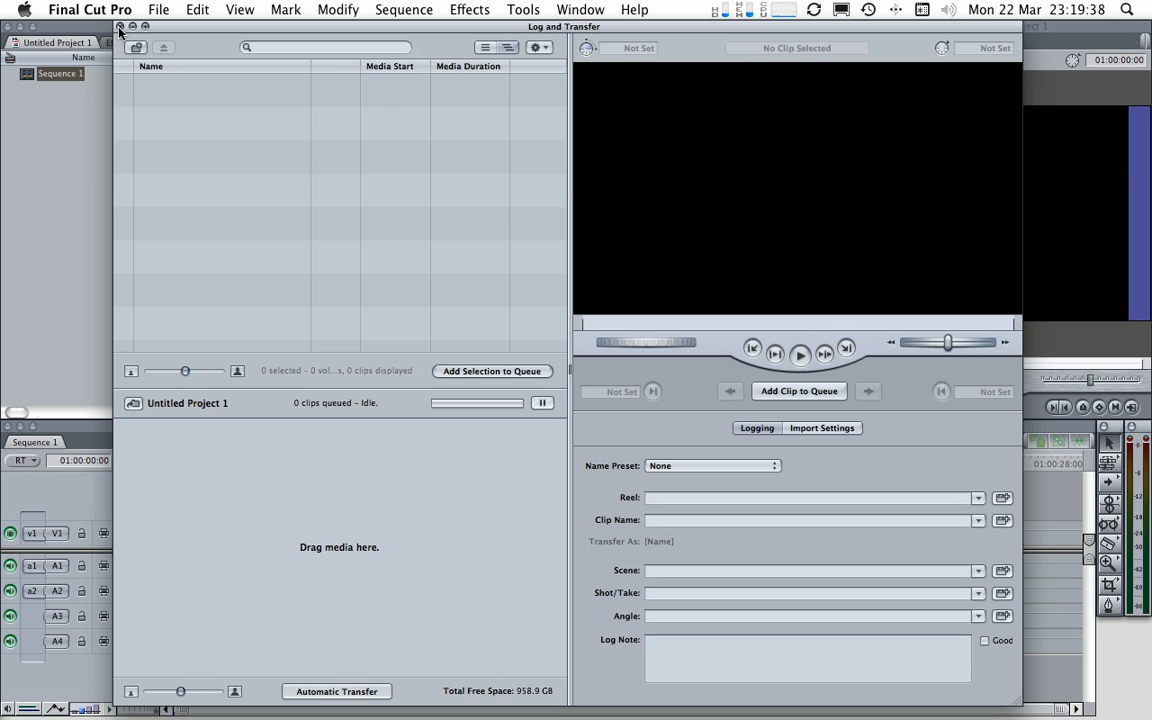 Final Cut Pro File Edit View Mark Modify Sequence Effects Tools Window Help Mon 22 Mar 23:19:38
Log and Transfer
Untitled Project 1
Name
Sequence 1
Name Media Start Media Duration
Not Set No Clip Selected Not Set
01:00:00:00
0 selected – 0 vol...s, 0 clips displayed Add Selection to Queue
Untitled Project 1 0 clips queued – Idle.
Not Set Add Clip to Queue Not Set
Logging Import Settings
Name Preset: None
Reel:
Clip Name:
Transfer As: [Name]
Scene:
Shot/Take:
Angle:
Log Note: Good
Drag media here.
Automatic Transfer Total Free Space: 958.9 GB
Sequence 1
RT 01:00:00:00
01:00:28:00
v1 V1
a1 A1
a2 A2
A3
A4